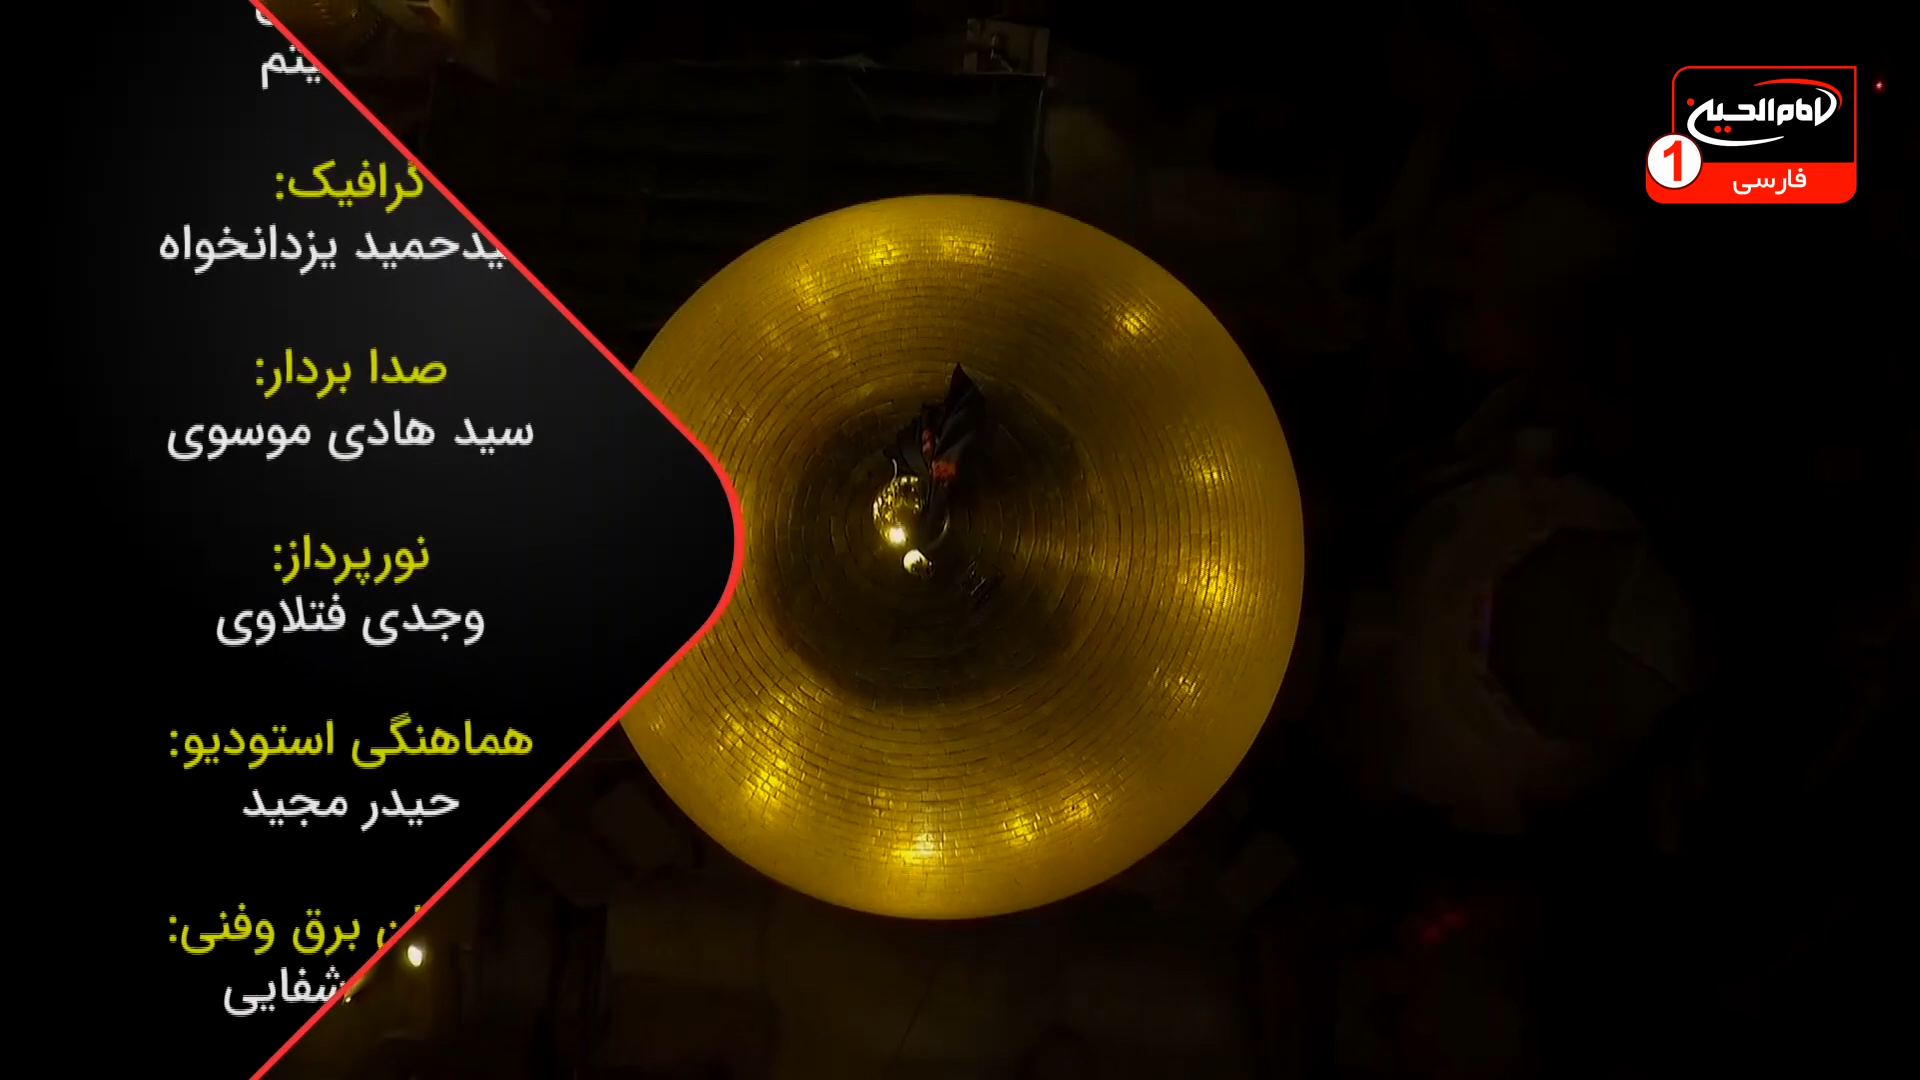 گرافیک:
یدحمید یزدانخواه
صدا بردار:
سید هادی موسوی
نورپرداز:
وجدی فتلاوی
هماهنگی استودیو:
حیدر مجید
برق وفنی:
شفایی
امام الحسین
1
فارسی